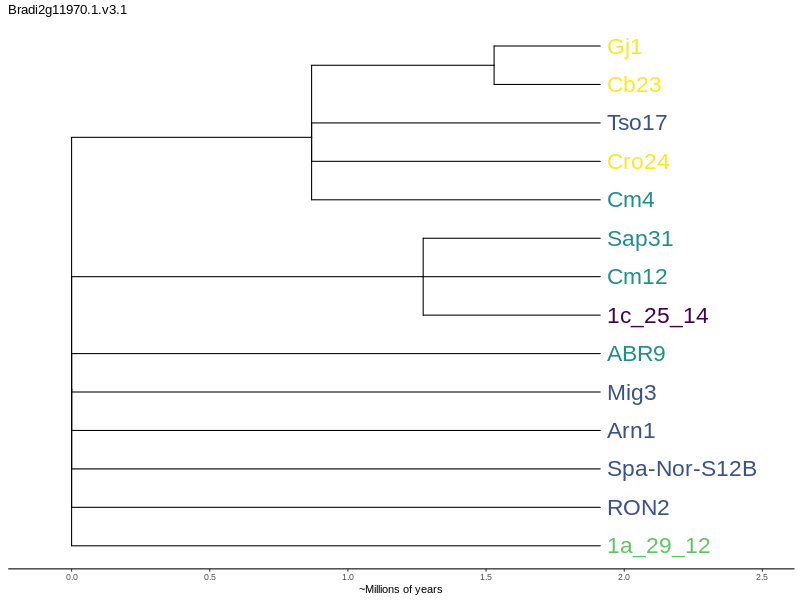 Bradi2g11970.1.v3.1
Gj1
Cb23
Tso17
Cro24
Cm4
Sap31
Cm12
1c_25_14
ABR9
Mig3
Arn1
Spa-Nor-S12B
RON2
1a_29_12
0.0 0.5 1.0 1.5 2.0 2.5
~Millions of years